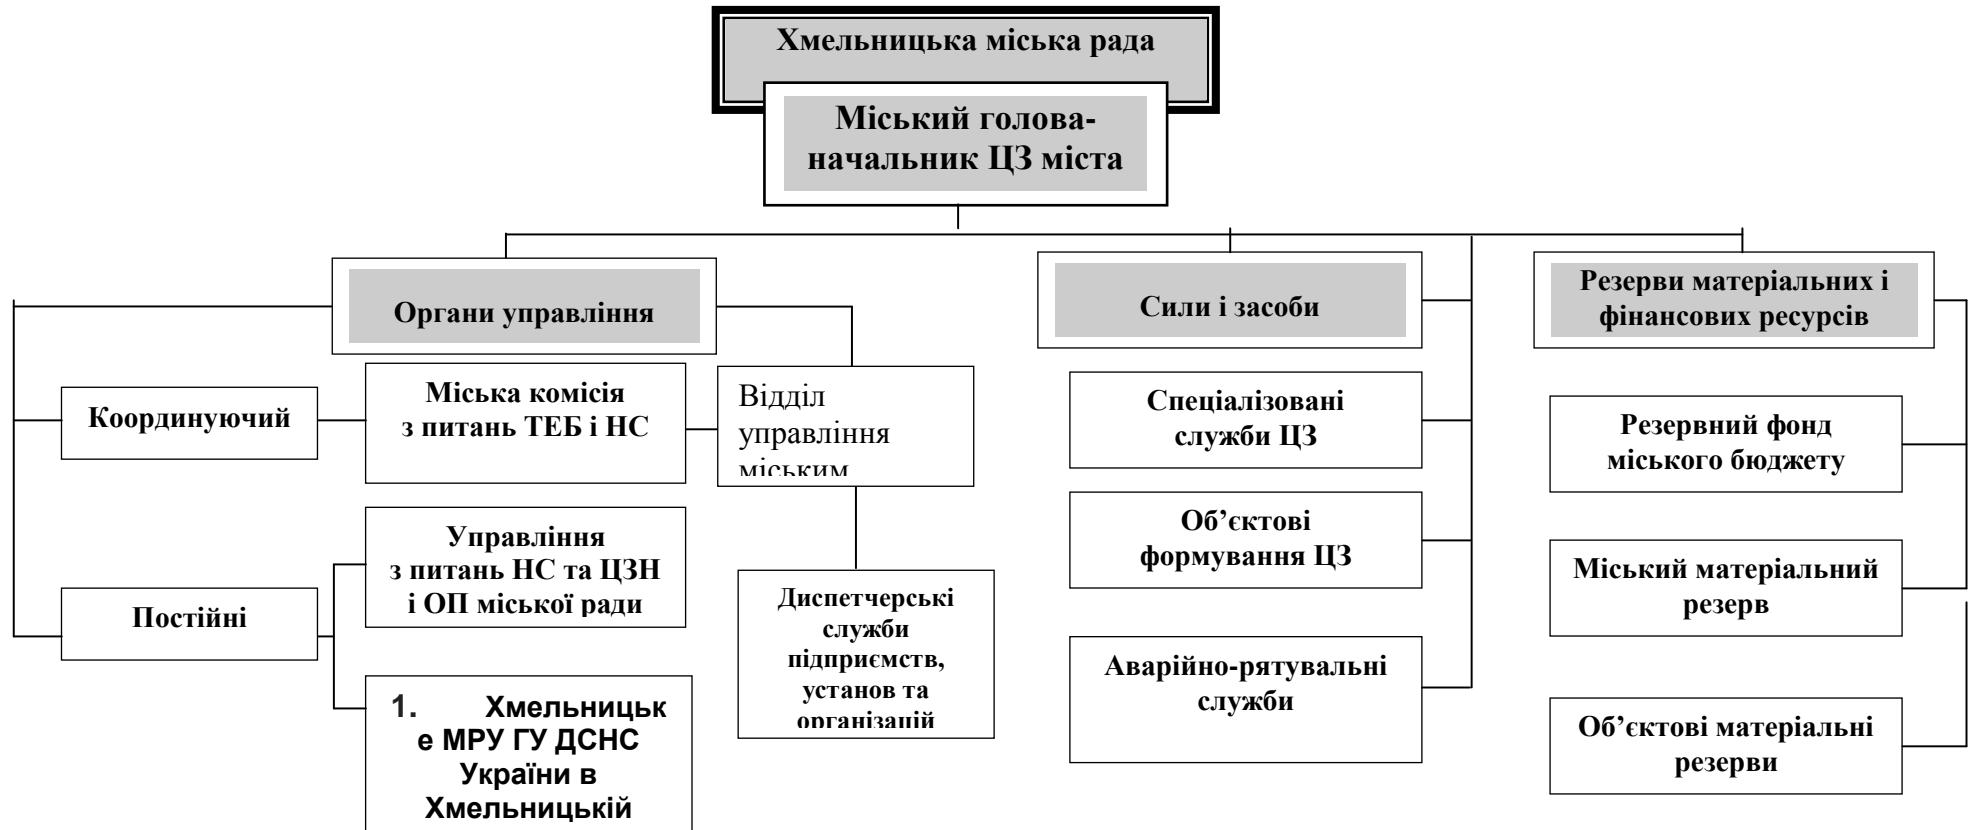 Хмельницька міська рада
Міський голова-
начальник ЦЗ міста
Органи управління
Сили і засоби
Резерви матеріальних і
фінансових ресурсів
Координуючий
Міська комісія
з питань ТЕБ і НС
Відділ
управління
міським
Спеціалізовані
служби ЦЗ
Резервний фонд
міського бюджету
Постійні
Управління
з питань НС та ЦЗН
і ОП міської ради
Об’єктові
формування ЦЗ
Міський матеріальний
резерв
Диспетчерські
служби
підприємств,
установ та
організацій
Аварійно-рятувальні
служби
Об’єктові матеріальні
резерви
1. Хмельницьк
е МРУ ГУ ДСНС
України в
Хмельницькій